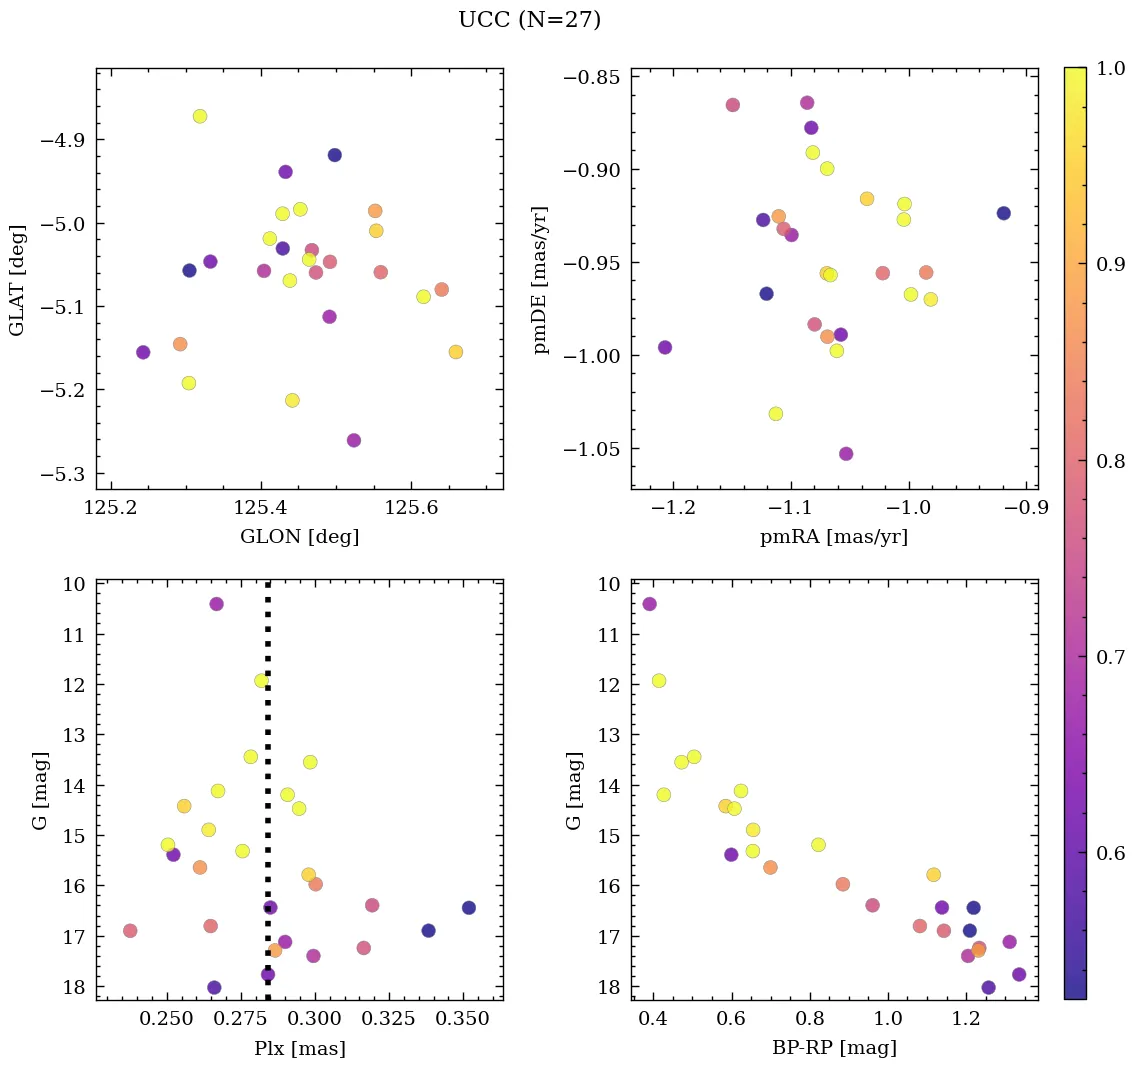 UCC (N=27)
−4.9
−5.0
−5.1
−5.2
−5.3
GLAT [deg]
125.2 125.4 125.6
GLON [deg]
−0.85
−0.90
−0.95
−1.00
−1.05
pmDE [mas/yr]
−1.2 −1.1 −1.0 −0.9
pmRA [mas/yr]
10
11
12
13
14
15
16
17
18
G [mag]
0.250 0.275 0.300 0.325 0.350
Plx [mas]
10
11
12
13
14
15
16
17
18
G [mag]
0.4 0.6 0.8 1.0 1.2
BP-RP [mag]
1.0
0.9
0.8
0.7
0.6